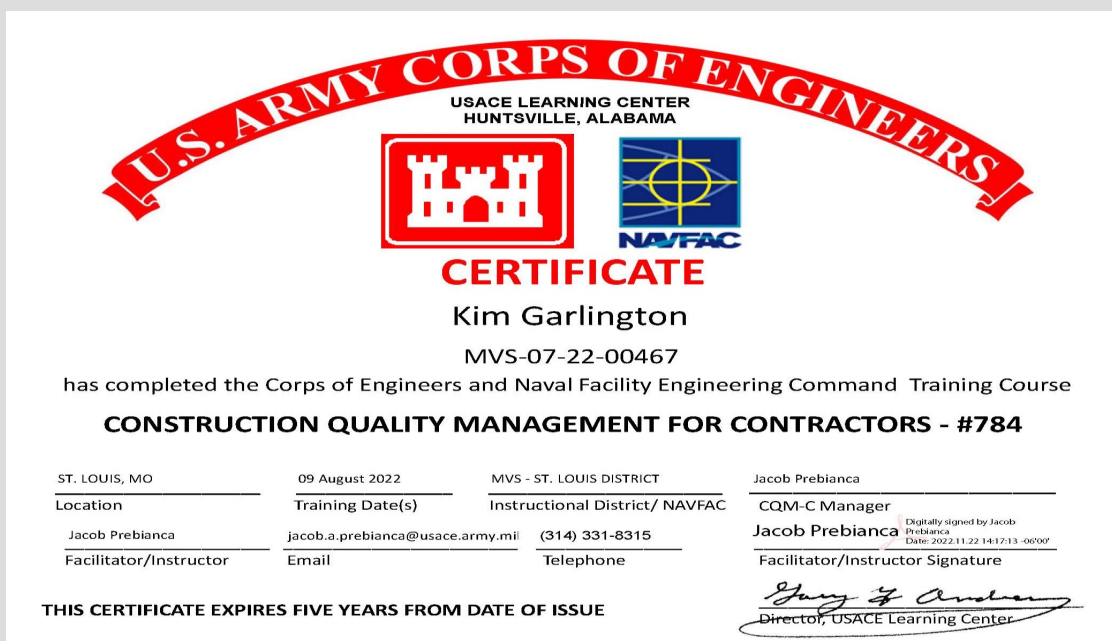 U.S. ARMY CORPS OF ENGINEERS
USACE LEARNING CENTER
HUNTSVILLE, ALABAMA
NAVFAC
CERTIFICATE
Kim Garlington
MVS-07-22-00467
has completed the Corps of Engineers and Naval Facility Engineering Command Training Course
CONSTRUCTION QUALITY MANAGEMENT FOR CONTRACTORS - #784
ST. LOUIS, MO
Location
09 August 2022
Training Date(s)
MVS - ST. LOUIS DISTRICT
Instructional District/ NAVFAC
Jacob Prebianca
CQM-C Manager
Jacob Prebianca
Facilitator/Instructor
jacob.a.prebianca@usace.army.mil
Email
(314) 331-8315
Telephone
Jacob Prebianca
Digitally signed by Jacob
Prebianca
Date: 2022.11.22 14:17:13 -06'00'
Facilitator/Instructor Signature
THIS CERTIFICATE EXPIRES FIVE YEARS FROM DATE OF ISSUE
Director, USACE Learning Center